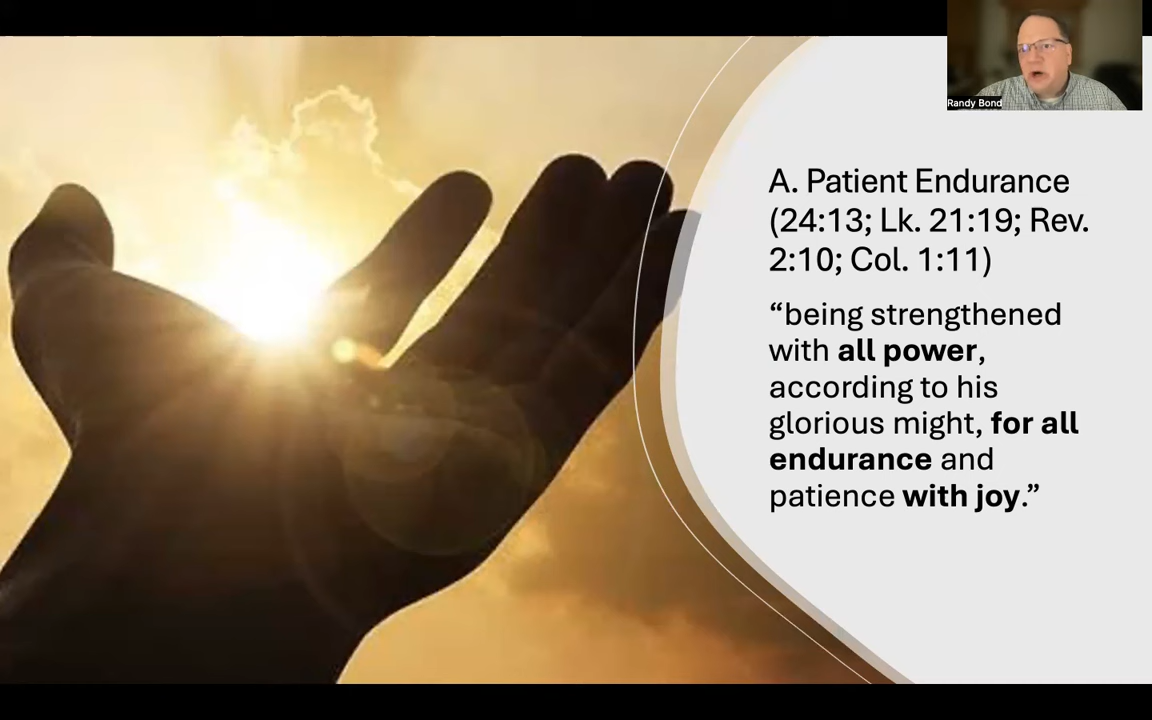 Randy Bond
A. Patient Endurance
(24:13; Lk. 21:19; Rev.
2:10; Col. 1:11)
“being strengthened
with all power,
according to his
glorious might, for all
endurance and
patience with joy.”